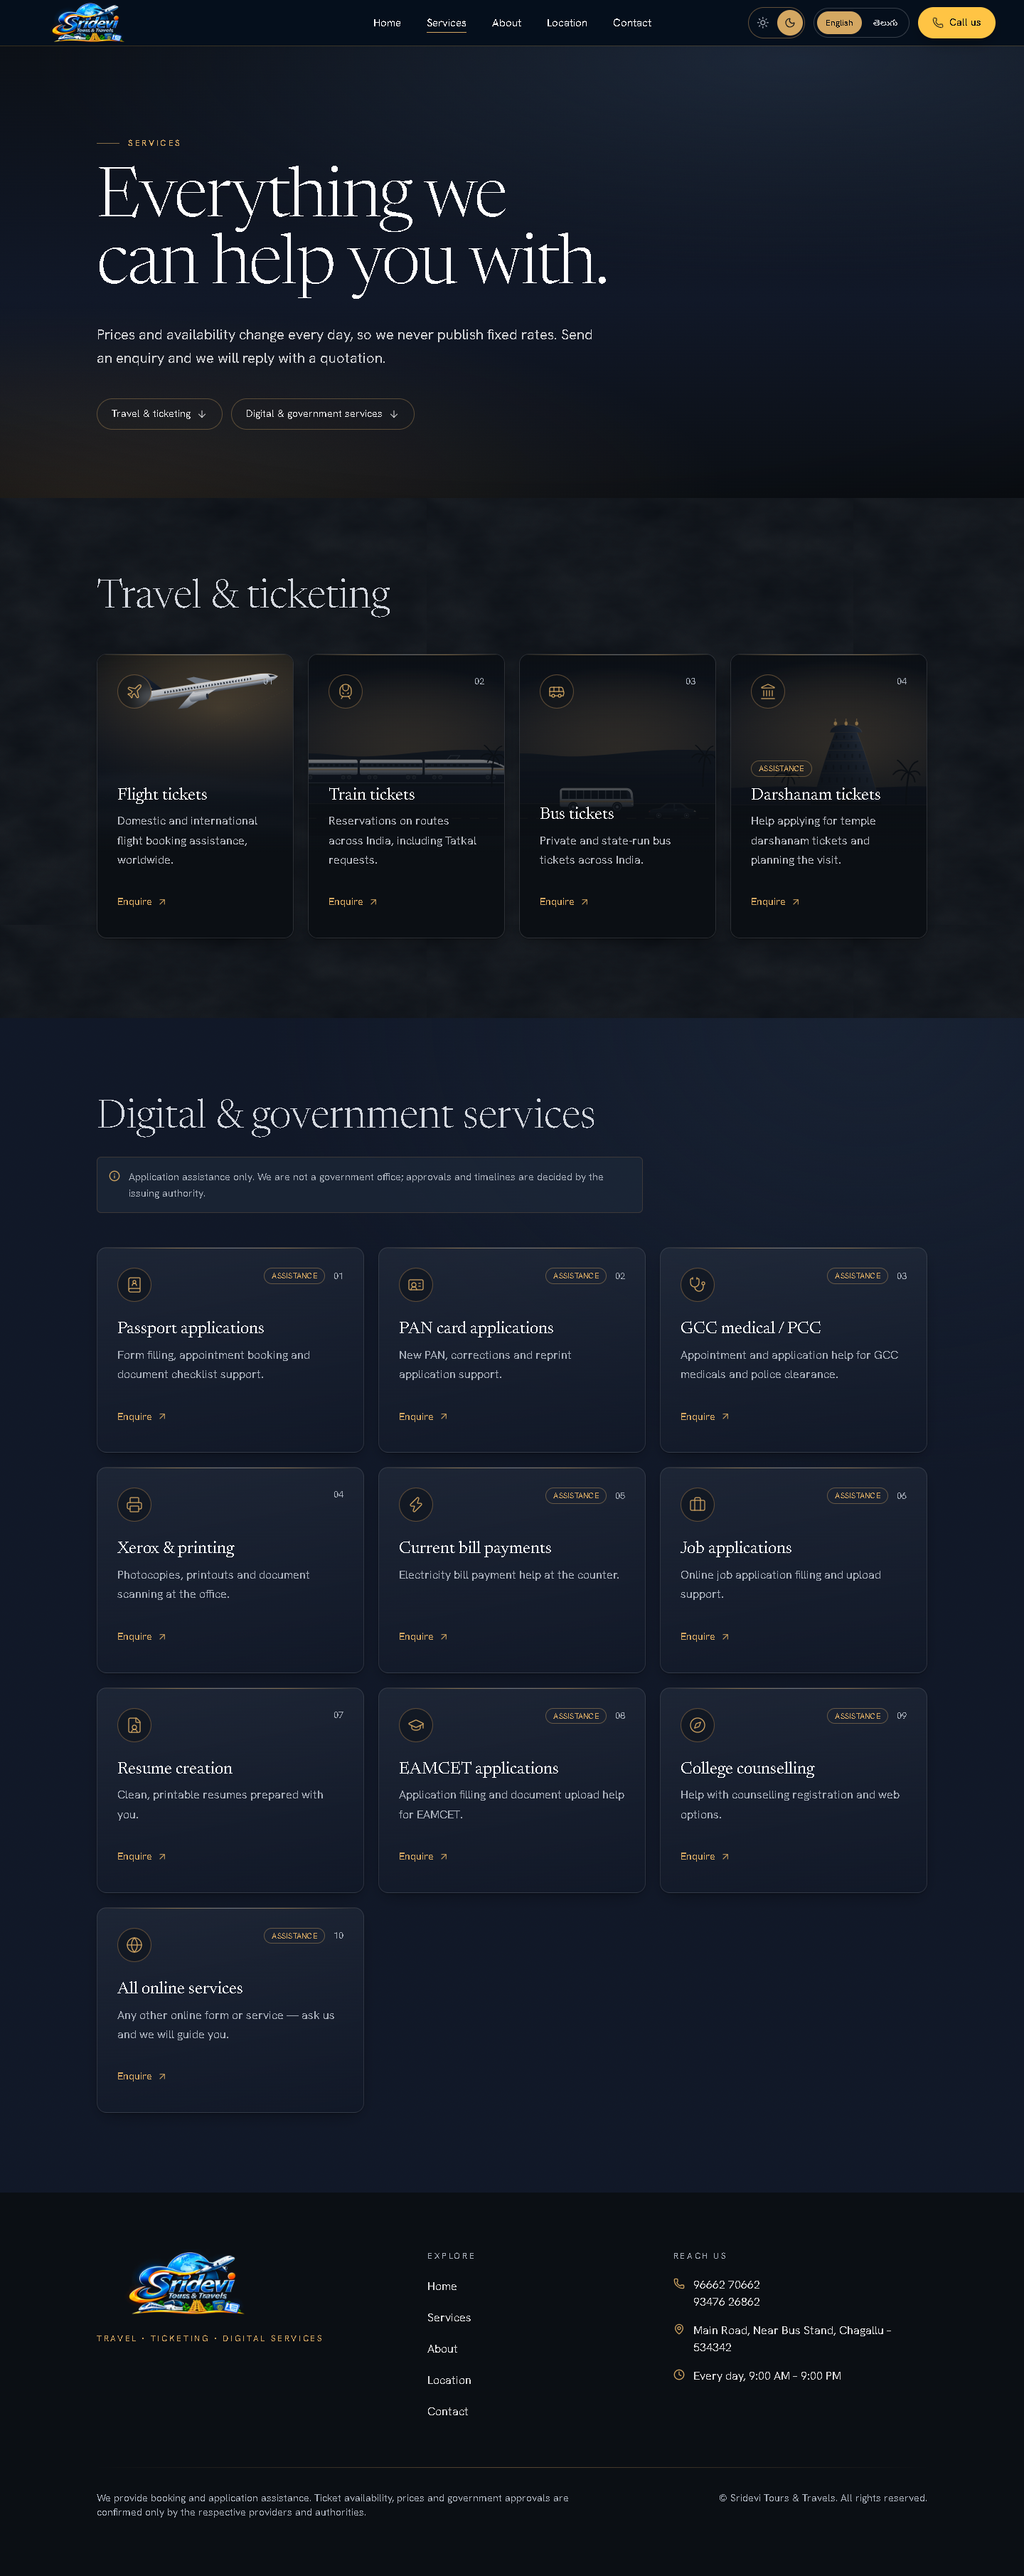 Sridevi
Tours & Travels
Home
Services
About
Location
Contact
English
తెలుగు
Call us
SERVICES
Everything we
can help you with.
Prices and availability change every day, so we never publish fixed rates. Send
an enquiry and we will reply with a quotation.
Travel & ticketing
Digital & government services
Travel & ticketing
01
Flight tickets
Domestic and international
flight booking assistance,
worldwide.
Enquire
02
Train tickets
Reservations on routes
across India, including Tatkal
requests.
Enquire
03
Bus tickets
Private and state-run bus
tickets across India.
Enquire
04
ASSISTANCE
Darshanam tickets
Help applying for temple
darshanam tickets and
planning the visit.
Enquire
Digital & government services
Application assistance only. We are not a government office; approvals and timelines are decided by the
issuing authority.
ASSISTANCE 01
Passport applications
Form filling, appointment booking and
document checklist support.
Enquire
ASSISTANCE 02
PAN card applications
New PAN, corrections and reprint
application support.
Enquire
ASSISTANCE 03
GCC medical / PCC
Appointment and application help for GCC
medicals and police clearance.
Enquire
04
Xerox & printing
Photocopies, printouts and document
scanning at the office.
Enquire
ASSISTANCE 05
Current bill payments
Electricity bill payment help at the counter.
Enquire
ASSISTANCE 06
Job applications
Online job application filling and upload
support.
Enquire
07
Resume creation
Clean, printable resumes prepared with
you.
Enquire
ASSISTANCE 08
EAMCET applications
Application filling and document upload help
for EAMCET.
Enquire
ASSISTANCE 09
College counselling
Help with counselling registration and web
options.
Enquire
ASSISTANCE 10
All online services
Any other online form or service — ask us
and we will guide you.
Enquire
Sridevi
Tours & Travels
TRAVEL • TICKETING • DIGITAL SERVICES
EXPLORE
Home
Services
About
Location
Contact
REACH US
96662 70662
93476 26862
Main Road, Near Bus Stand, Chagallu –
534342
Every day, 9:00 AM – 9:00 PM
We provide booking and application assistance. Ticket availability, prices and government approvals are
confirmed only by the respective providers and authorities.
© Sridevi Tours & Travels. All rights reserved.